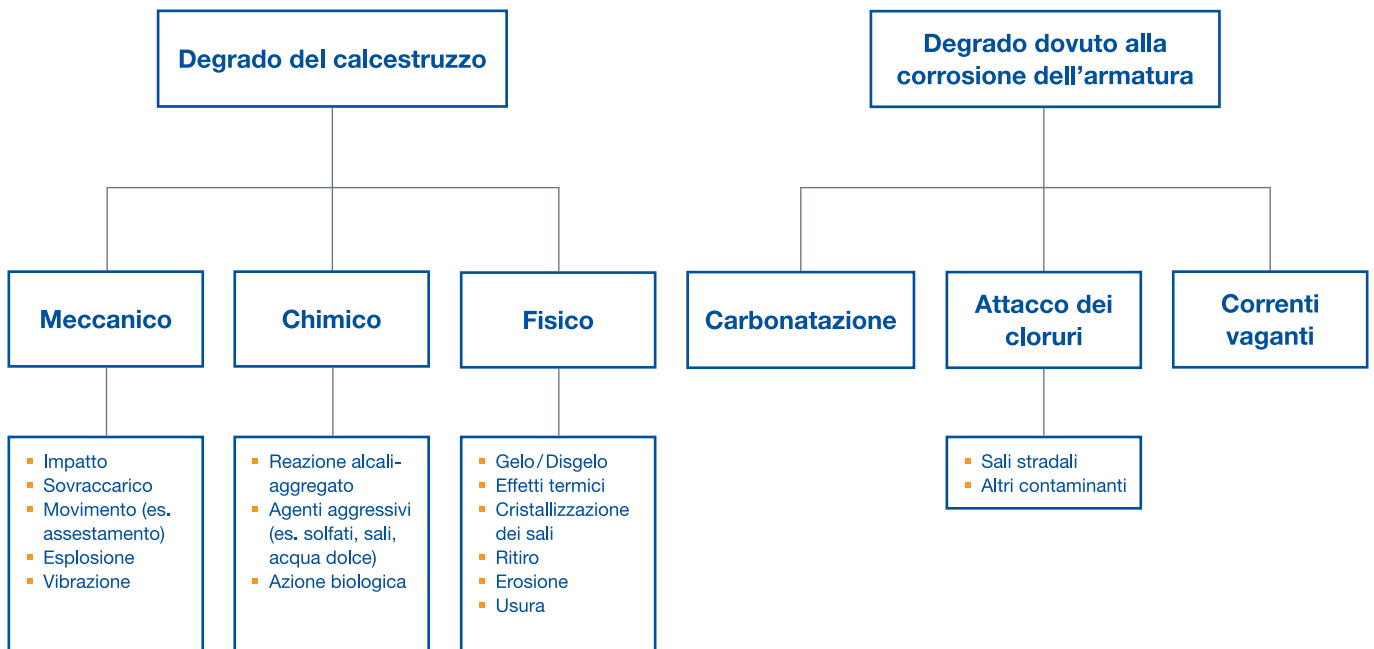 Degrado del calcestruzzo
Degrado dovuto alla
corrosione dell’armatura
Meccanico
Chimico
Fisico
Carbonatazione
Attacco dei
cloruri
Correnti
vaganti
Impatto
Sovraccarico
Movimento (es.
assestamento)
Esplosione
Vibrazione
Reazione alcali-
aggregato
Agenti aggressivi
(es. solfati, sali,
acqua dolce)
Azione biologica
Gelo/Disgelo
Effetti termici
Cristallizzazione
dei sali
Ritiro
Erosione
Usura
Sali stradali
Altri contaminanti